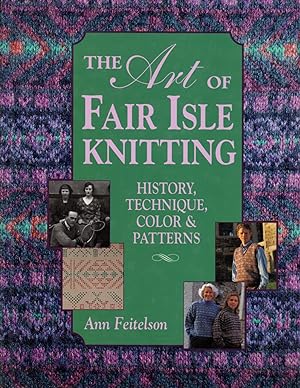 THE Art OF
FAIR ISLE
KNITTING
HISTORY,
TECHNIQUE,
COLOR &
PATTERNS
Ann Feitelson